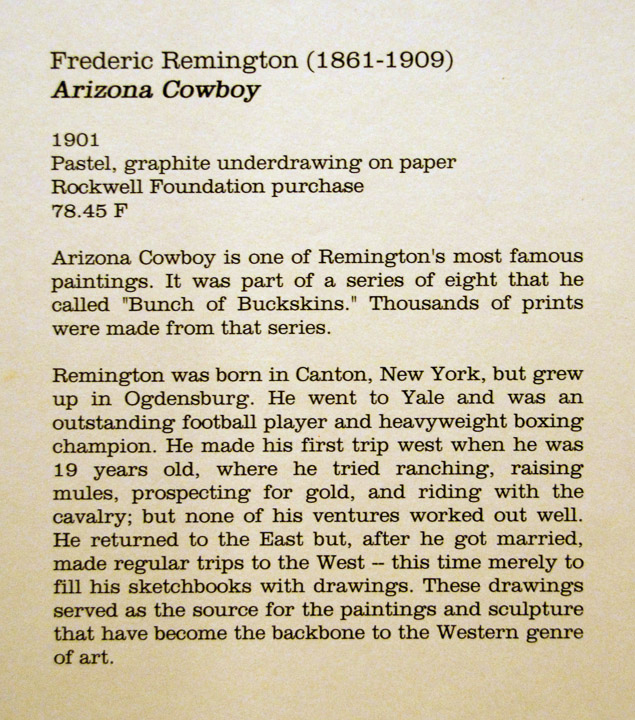 Frederic Remington (1861-1909)
Arizona Cowboy
1901
Pastel, graphite underdrawing on paper
Rockwell Foundation purchase
78.45 F
Arizona Cowboy is one of Remington's most famous
paintings. It was part of a series of eight that he
called "Bunch of Buckskins." Thousands of prints
were made from that series.
Remington was born in Canton, New York, but grew
up in Ogdensburg. He went to Yale and was an
outstanding football player and heavyweight boxing
champion. He made his first trip west when he was
19 years old, where he tried ranching, raising
mules, prospecting for gold, and riding with the
cavalry; but none of his ventures worked out well.
He returned to the East but, after he got married,
made regular trips to the West -- this time merely to
fill his sketchbooks with drawings. These drawings
served as the source for the paintings and sculpture
that have become the backbone to the Western genre
of art.